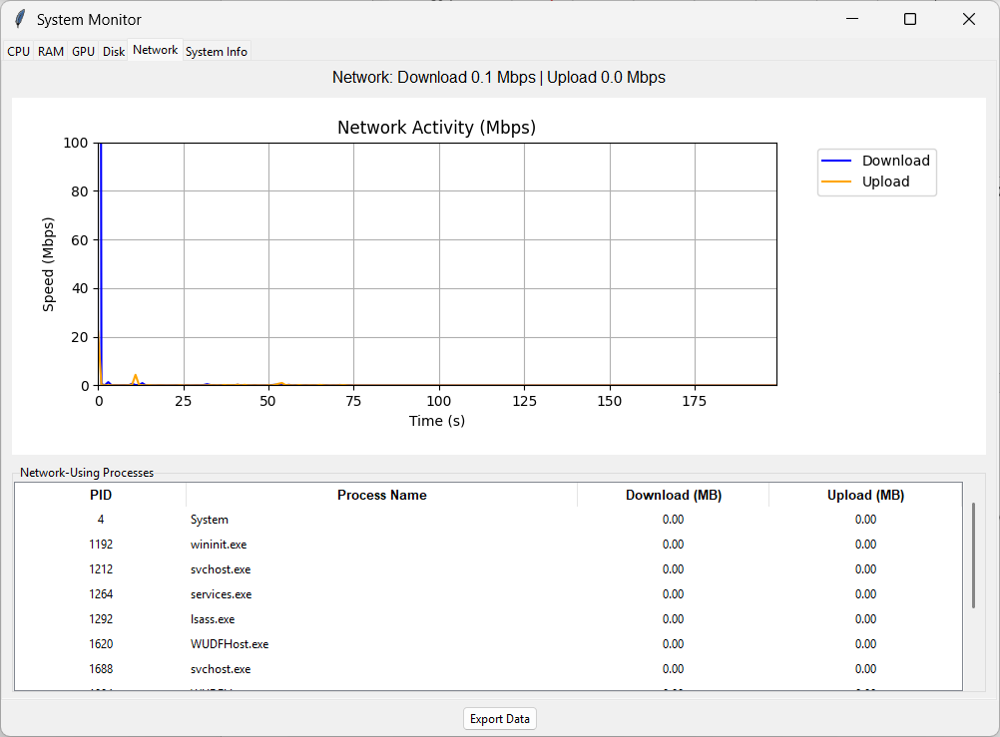 System Monitor
CPU RAM GPU Disk Network System Info
Network: Download 0.1 Mbps | Upload 0.0 Mbps
Network Activity (Mbps)
100
80
60
40
20
0
Speed (Mbps)
0 25 50 75 100 125 150 175
Time (s)
Download
Upload
Network-Using Processes
PID Process Name Download (MB) Upload (MB)
4 System 0.00 0.00
1192 wininit.exe 0.00 0.00
1212 svchost.exe 0.00 0.00
1264 services.exe 0.00 0.00
1292 lsass.exe 0.00 0.00
1620 WUDFHost.exe 0.00 0.00
1688 svchost.exe 0.00 0.00
Export Data